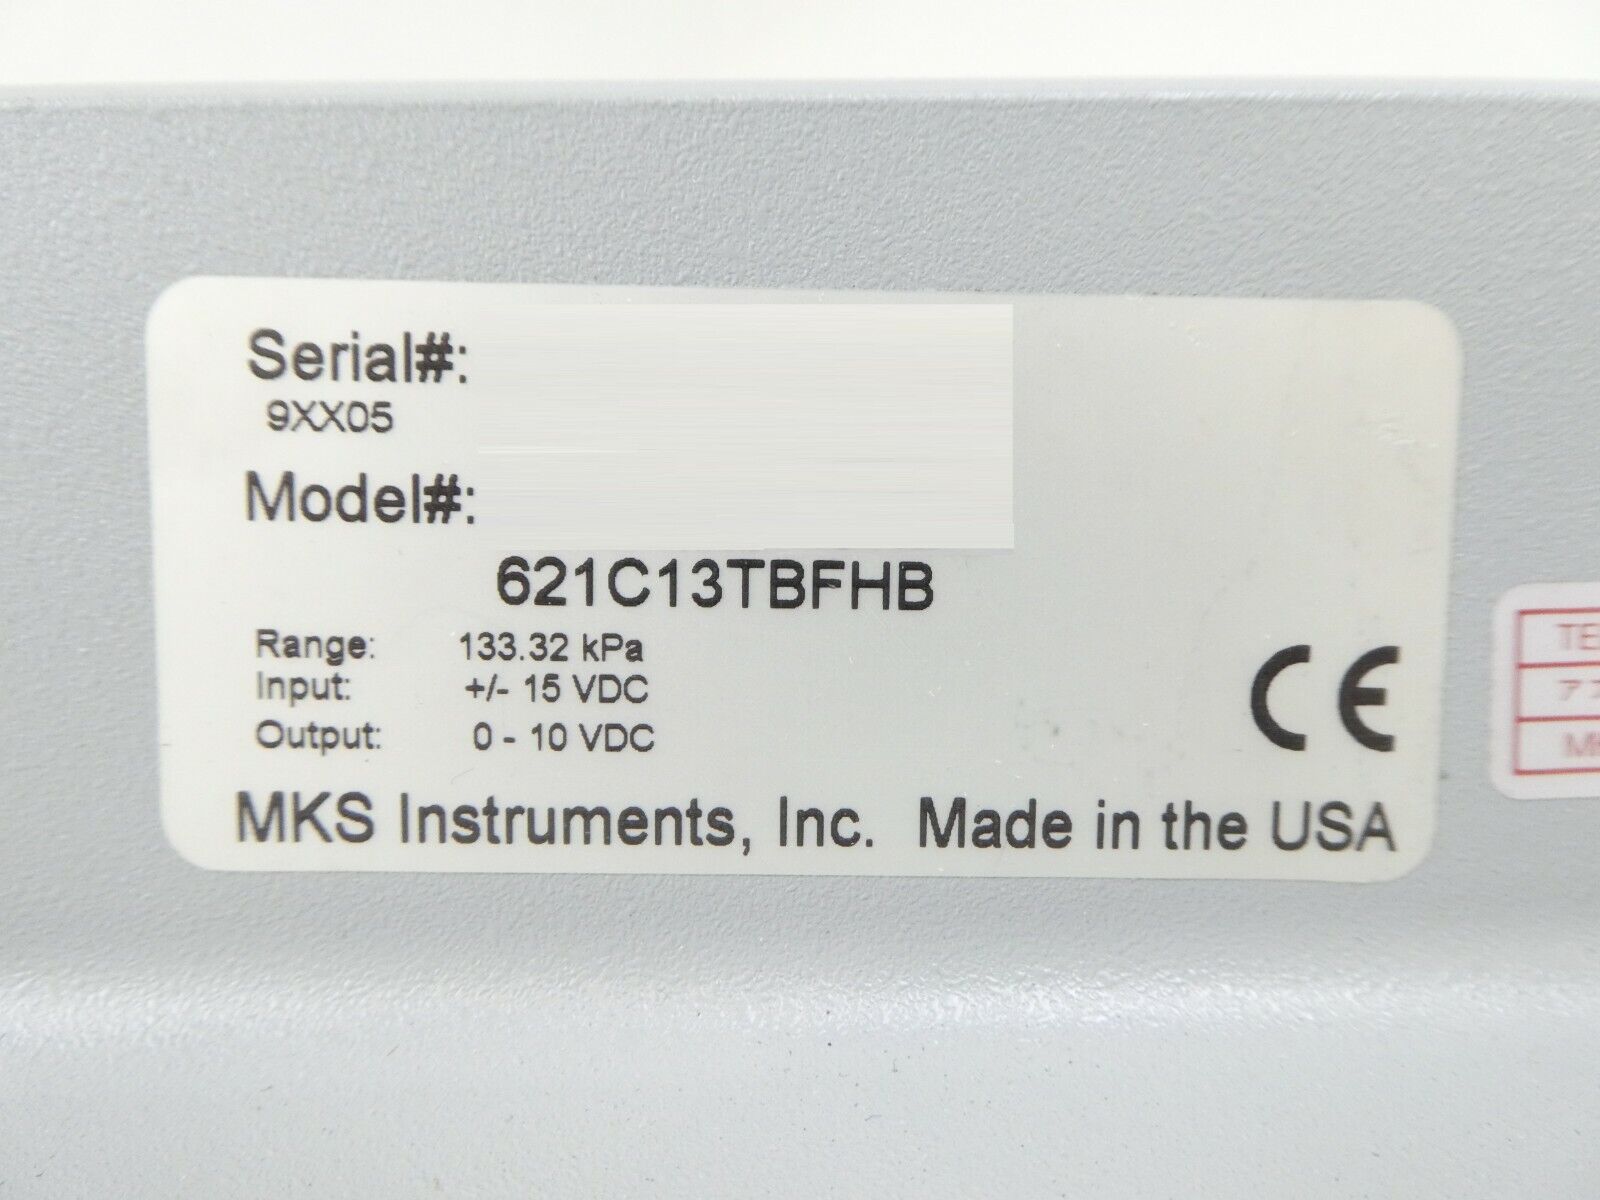 Serial#:
9XX05
Model#:
621C13TBFHB
Range: 133.32 kPa
Input: +/- 15 VDC
Output: 0 - 10 VDC
CE
MKS Instruments, Inc. Made in the USA